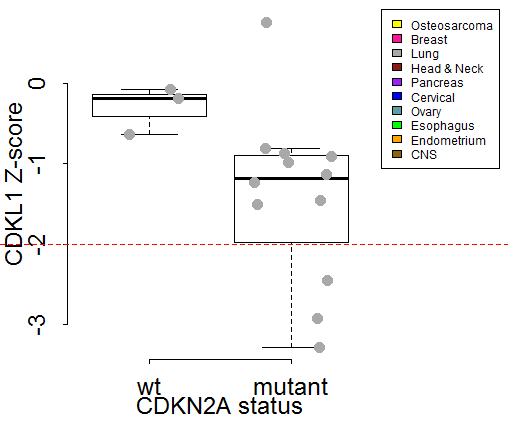 Osteosarcoma
Breast
Lung
Head & Neck
Pancreas
Cervical
Ovary
Esophagus
Endometrium
CNS
CDKL1 Z-score
0
-1
-2
-3
wt mutant
CDKN2A status